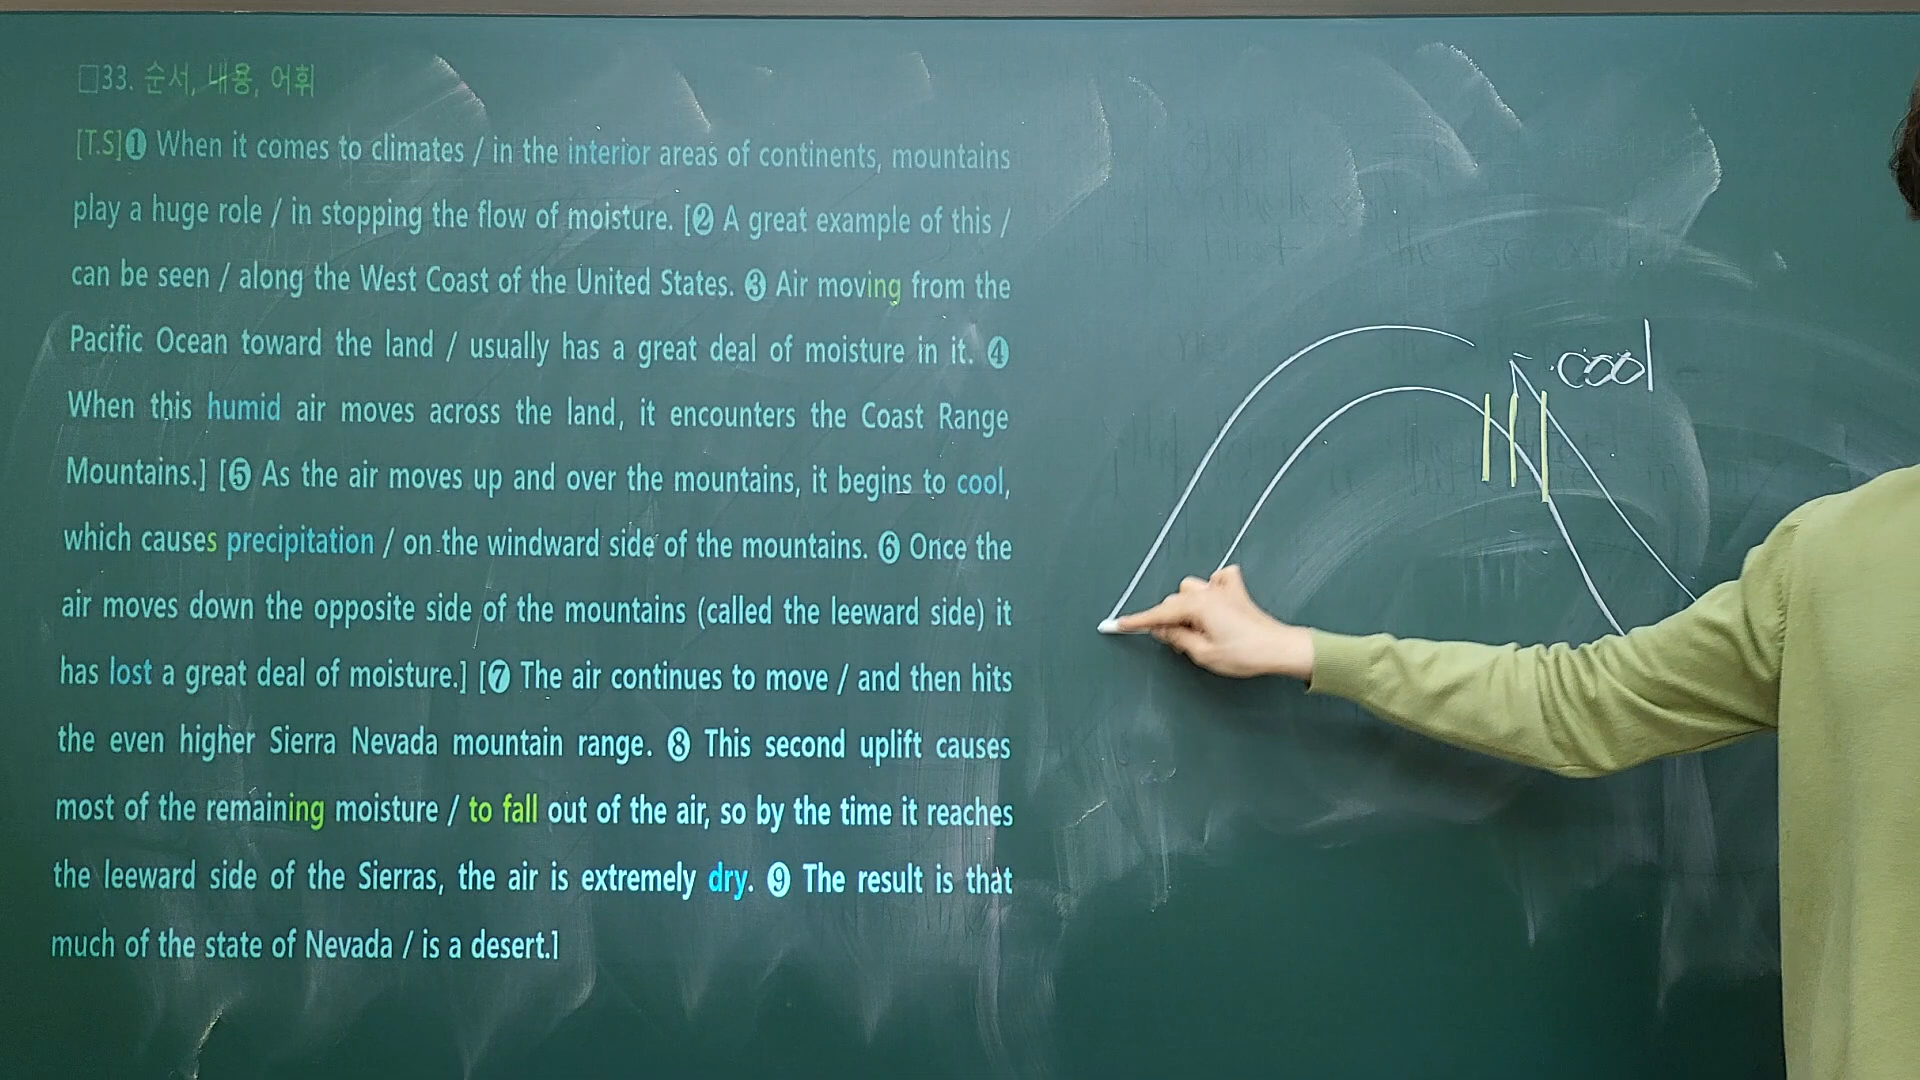 □33. 순서, 내용, 어휘
[T.S]❶ When it comes to climates / in the interior areas of continents, mountains
play a huge role / in stopping the flow of moisture. [❷ A great example of this /
can be seen / along the West Coast of the United States. ❸ Air moving from the
Pacific Ocean toward the land / usually has a great deal of moisture in it. ❹
When this humid air moves across the land, it encounters the Coast Range
Mountains.] [❺ As the air moves up and over the mountains, it begins to cool,
which causes precipitation / on the windward side of the mountains. ❻ Once the
air moves down the opposite side of the mountains (called the leeward side) it
has lost a great deal of moisture.] [❼ The air continues to move / and then hits
the even higher Sierra Nevada mountain range. ❽ This second uplift causes
most of the remaining moisture / to fall out of the air, so by the time it reaches
the leeward side of the Sierras, the air is extremely dry. ❾ The result is that
much of the state of Nevada / is a desert.]
cool